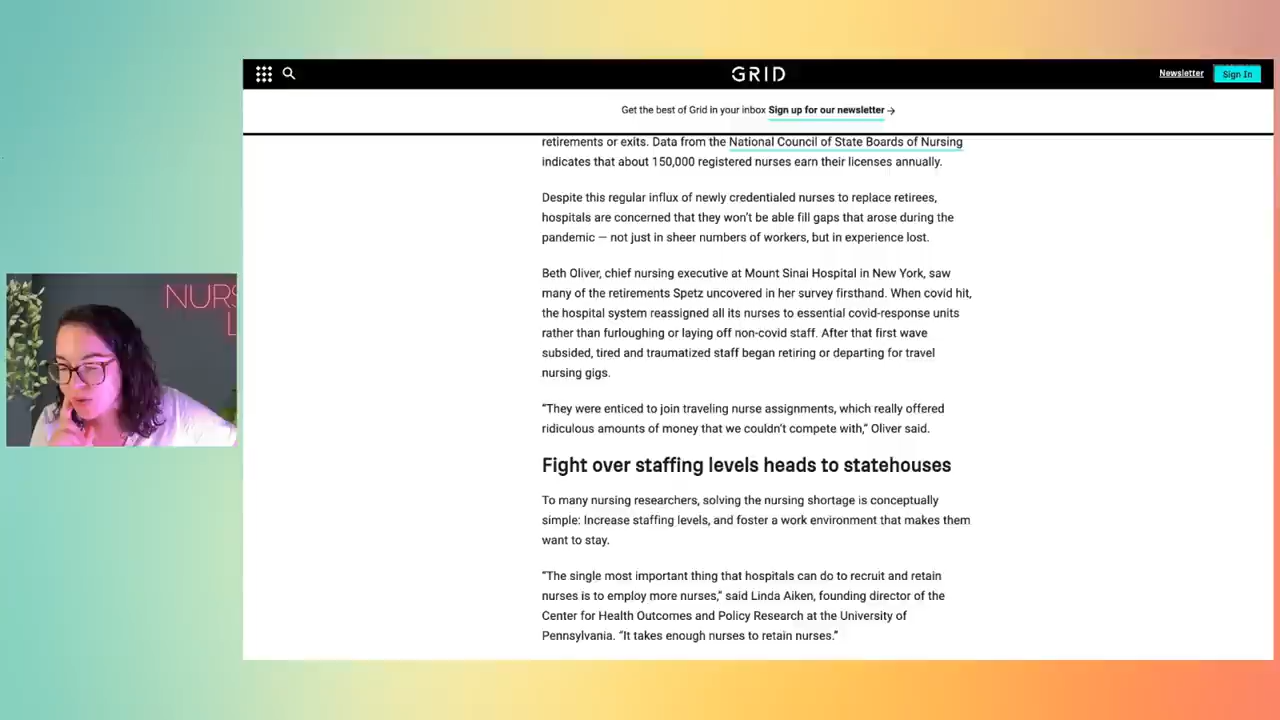 GRID
Newsletter
Sign In
Get the best of Grid in your inbox Sign up for our newsletter →
retirements or exits. Data from the National Council of State Boards of Nursing
indicates that about 150,000 registered nurses earn their licenses annually.
Despite this regular influx of newly credentialed nurses to replace retirees,
hospitals are concerned that they won’t be able fill gaps that arose during the
pandemic — not just in sheer numbers of workers, but in experience lost.
Beth Oliver, chief nursing executive at Mount Sinai Hospital in New York, saw
many of the retirements Spetz uncovered in her survey firsthand. When covid hit,
the hospital system reassigned all its nurses to essential covid-response units
rather than furloughing or laying off non-covid staff. After that first wave
subsided, tired and traumatized staff began retiring or departing for travel
nursing gigs.
“They were enticed to join traveling nurse assignments, which really offered
ridiculous amounts of money that we couldn’t compete with,” Oliver said.
Fight over staffing levels heads to statehouses
To many nursing researchers, solving the nursing shortage is conceptually
simple: Increase staffing levels, and foster a work environment that makes them
want to stay.
“The single most important thing that hospitals can do to recruit and retain
nurses is to employ more nurses,” said Linda Aiken, founding director of the
Center for Health Outcomes and Policy Research at the University of
Pennsylvania. “It takes enough nurses to retain nurses.”
NURS
L